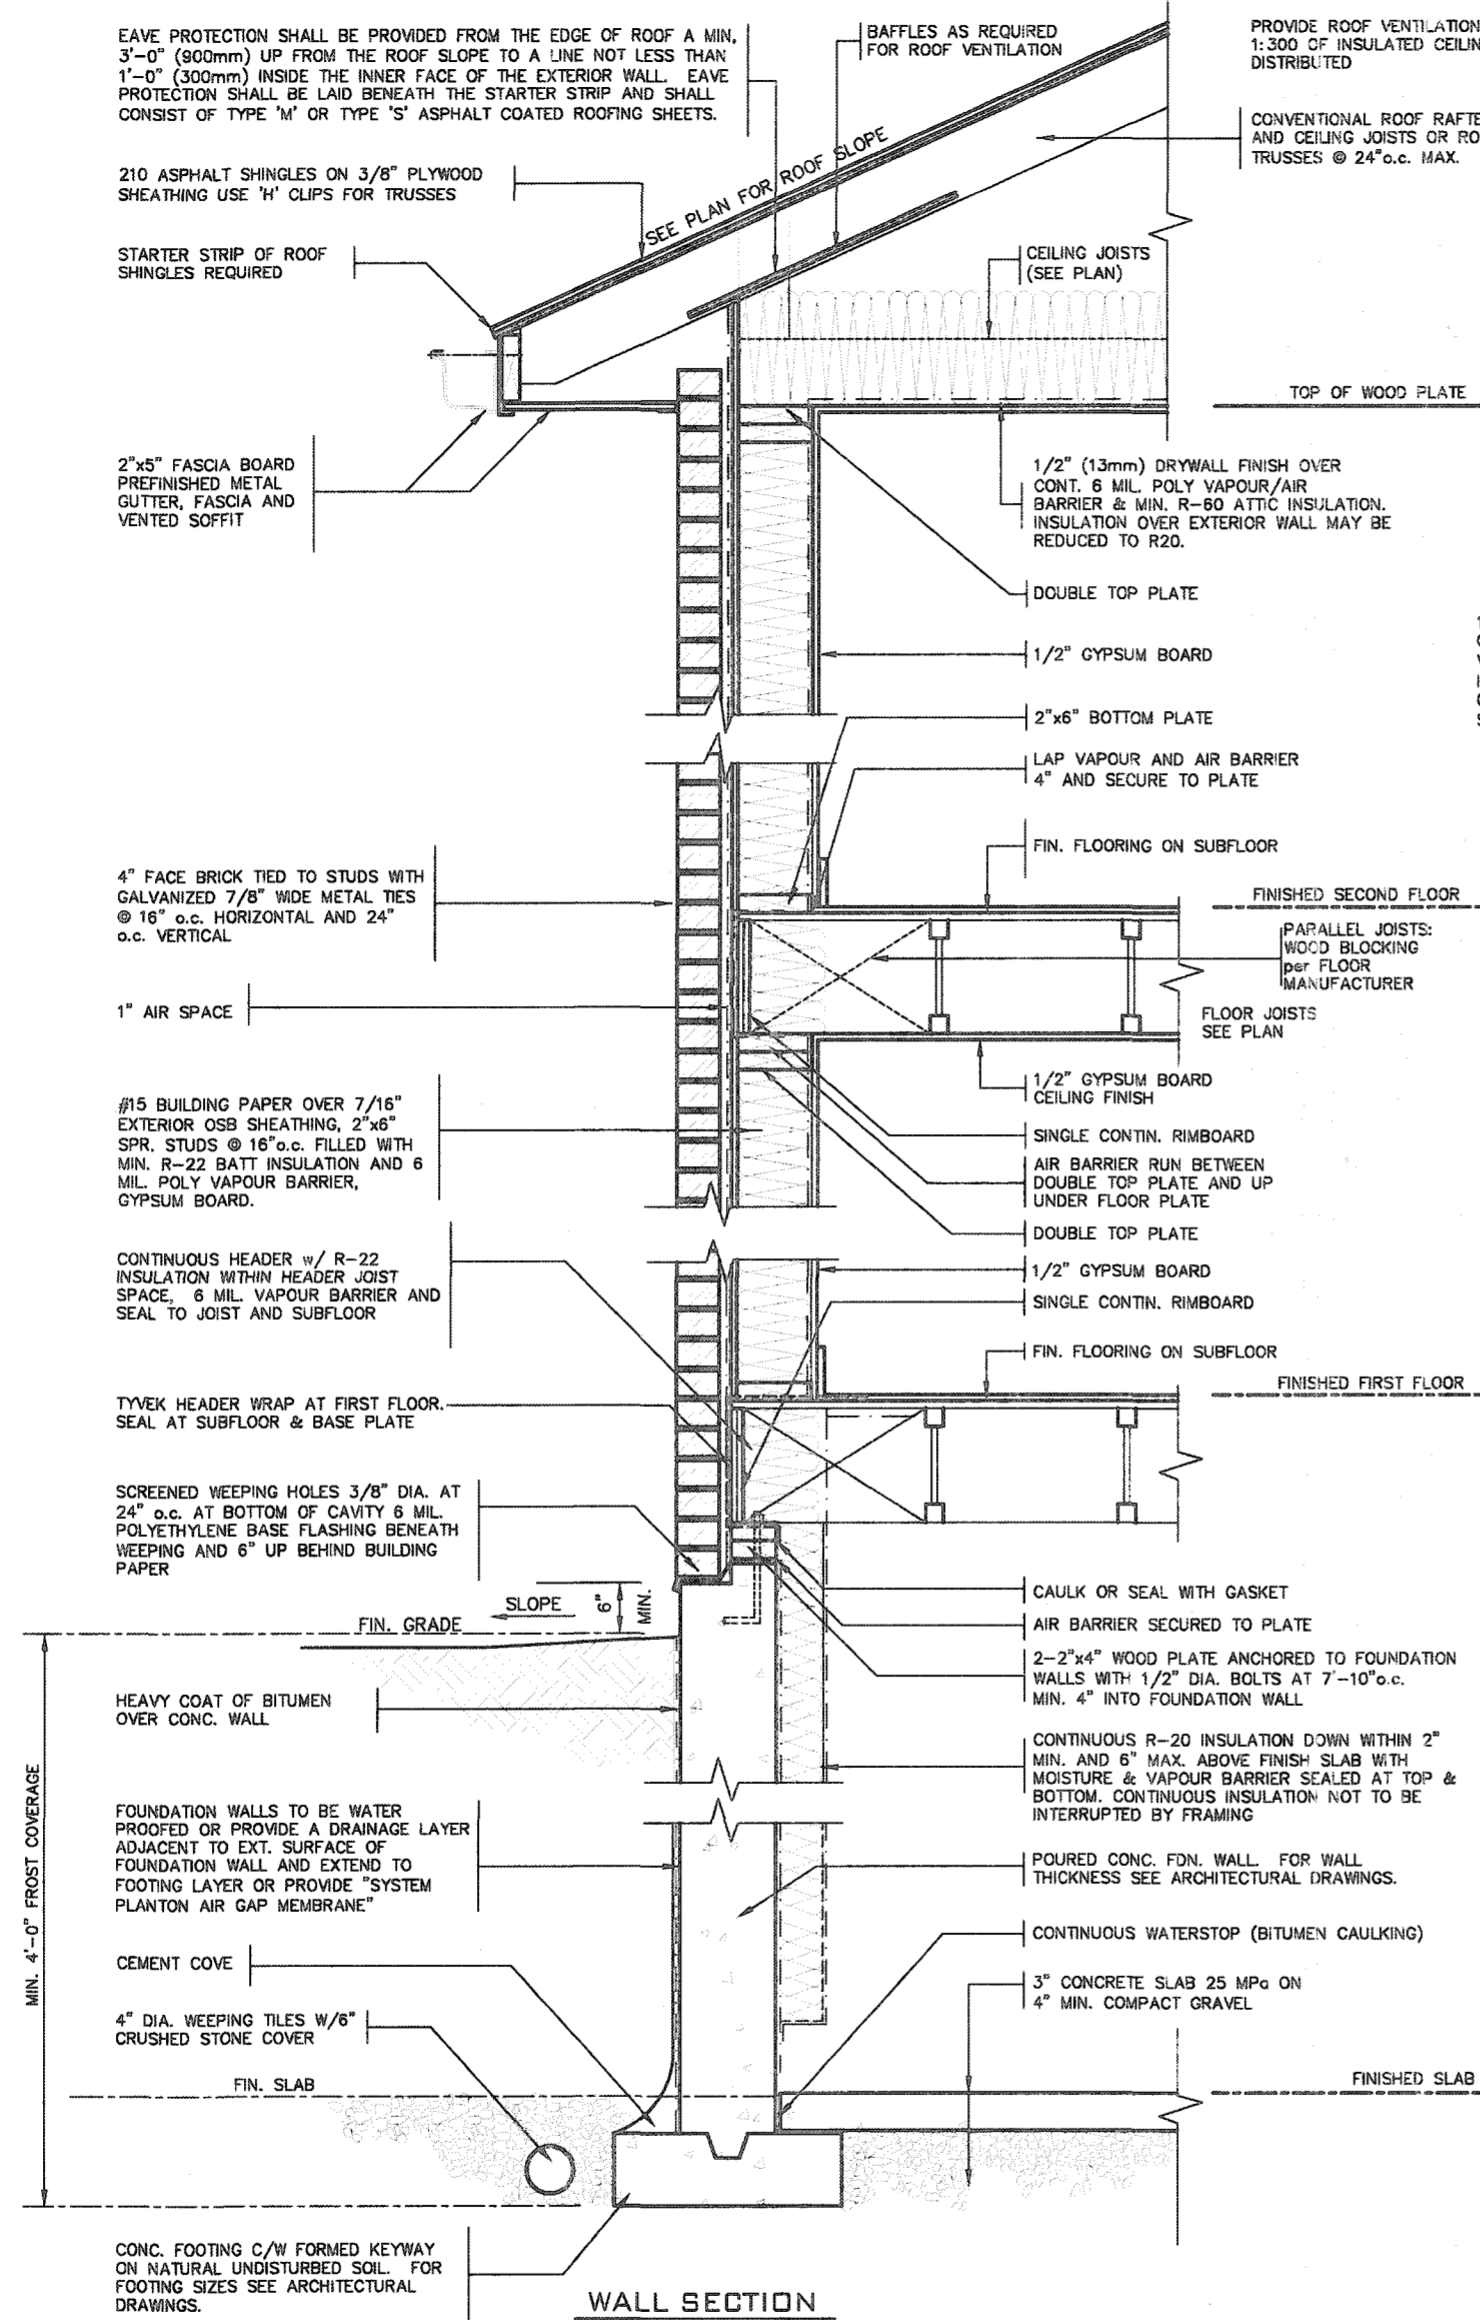 EAVE PROTECTION SHALL BE PROVIDED FROM THE EDGE OF ROOF A MIN,
3'-0" (900mm) UP FROM THE ROOF SLOPE TO A LINE NOT LESS THAN
1'-0" (300mm) INSIDE THE INNER FACE OF THE EXTERIOR WALL. EAVE
PROTECTION SHALL BE LAID BENEATH THE STARTER STRIP AND SHALL
CONSIST OF TYPE 'M' OR TYPE 'S' ASPHALT COATED ROOFING SHEETS.
BAFFLES AS REQUIRED
FOR ROOF VENTILATION
PROVIDE ROOF VENTILATION
1:300 OF INSULATED CEILIN
DISTRIBUTED
CONVENTIONAL ROOF RAFTE
AND CEILING JOISTS OR RO
TRUSSES @ 24"o.c. MAX.
210 ASPHALT SHINGLES ON 3/8" PLYWOOD
SHEATHING USE 'H' CLIPS FOR TRUSSES
SEE PLAN FOR ROOF SLOPE
STARTER STRIP OF ROOF
SHINGLES REQUIRED
CEILING JOISTS
(SEE PLAN)
TOP OF WOOD PLATE
2"x5" FASCIA BOARD
PREFINISHED METAL
GUTTER, FASCIA AND
VENTED SOFFIT
1/2" (13mm) DRYWALL FINISH OVER
CONT. 6 MIL. POLY VAPOUR/AIR
BARRIER & MIN. R-60 ATTIC INSULATION.
INSULATION OVER EXTERIOR WALL MAY BE
REDUCED TO R20.
DOUBLE TOP PLATE
1/2" GYPSUM BOARD
2"x6" BOTTOM PLATE
LAP VAPOUR AND AIR BARRIER
4" AND SECURE TO PLATE
FIN. FLOORING ON SUBFLOOR
4" FACE BRICK TIED TO STUDS WITH
GALVANIZED 7/8" WIDE METAL TIES
@ 16" o.c. HORIZONTAL AND 24"
o.c. VERTICAL
FINISHED SECOND FLOOR
PARALLEL JOISTS:
WOOD BLOCKING
per FLOOR
MANUFACTURER
1" AIR SPACE
FLOOR JOISTS
SEE PLAN
1/2" GYPSUM BOARD
CEILING FINISH
#15 BUILDING PAPER OVER 7/16"
EXTERIOR OSB SHEATHING, 2"x6"
SPR. STUDS @ 16"o.c. FILLED WITH
MIN. R-22 BATT INSULATION AND 6
MIL. POLY VAPOUR BARRIER,
GYPSUM BOARD.
SINGLE CONTIN. RIMBOARD
AIR BARRIER RUN BETWEEN
DOUBLE TOP PLATE AND UP
UNDER FLOOR PLATE
DOUBLE TOP PLATE
CONTINUOUS HEADER w/ R-22
INSULATION WITHIN HEADER JOIST
SPACE, 6 MIL. VAPOUR BARRIER AND
SEAL TO JOIST AND SUBFLOOR
1/2" GYPSUM BOARD
SINGLE CONTIN. RIMBOARD
FIN. FLOORING ON SUBFLOOR
FINISHED FIRST FLOOR
TYVEK HEADER WRAP AT FIRST FLOOR.
SEAL AT SUBFLOOR & BASE PLATE
SCREENED WEEPING HOLES 3/8" DIA. AT
24" o.c. AT BOTTOM OF CAVITY 6 MIL.
POLYETHYLENE BASE FLASHING BENEATH
WEEPING AND 6" UP BEHIND BUILDING
PAPER
SLOPE
6"
MIN.
FIN. GRADE
CAULK OR SEAL WITH GASKET
AIR BARRIER SECURED TO PLATE
2-2"x4" WOOD PLATE ANCHORED TO FOUNDATION
WALLS WITH 1/2" DIA. BOLTS AT 7'-10"o.c.
MIN. 4" INTO FOUNDATION WALL
HEAVY COAT OF BITUMEN
OVER CONC. WALL
CONTINUOUS R-20 INSULATION DOWN WITHIN 2"
MIN. AND 6" MAX. ABOVE FINISH SLAB WITH
MOISTURE & VAPOUR BARRIER SEALED AT TOP &
BOTTOM. CONTINUOUS INSULATION NOT TO BE
INTERRUPTED BY FRAMING
MIN. 4'-0" FROST COVERAGE
FOUNDATION WALLS TO BE WATER
PROOFED OR PROVIDE A DRAINAGE LAYER
ADJACENT TO EXT. SURFACE OF
FOUNDATION WALL AND EXTEND TO
FOOTING LAYER OR PROVIDE "SYSTEM
PLANTON AIR GAP MEMBRANE"
POURED CONC. FDN. WALL. FOR WALL
THICKNESS SEE ARCHITECTURAL DRAWINGS.
CONTINUOUS WATERSTOP (BITUMEN CAULKING)
CEMENT COVE
3" CONCRETE SLAB 25 MPa ON
4" MIN. COMPACT GRAVEL
4" DIA. WEEPING TILES W/6"
CRUSHED STONE COVER
FIN. SLAB
FINISHED SLAB
CONC. FOOTING C/W FORMED KEYWAY
ON NATURAL UNDISTURBED SOIL. FOR
FOOTING SIZES SEE ARCHITECTURAL
DRAWINGS.
WALL SECTION